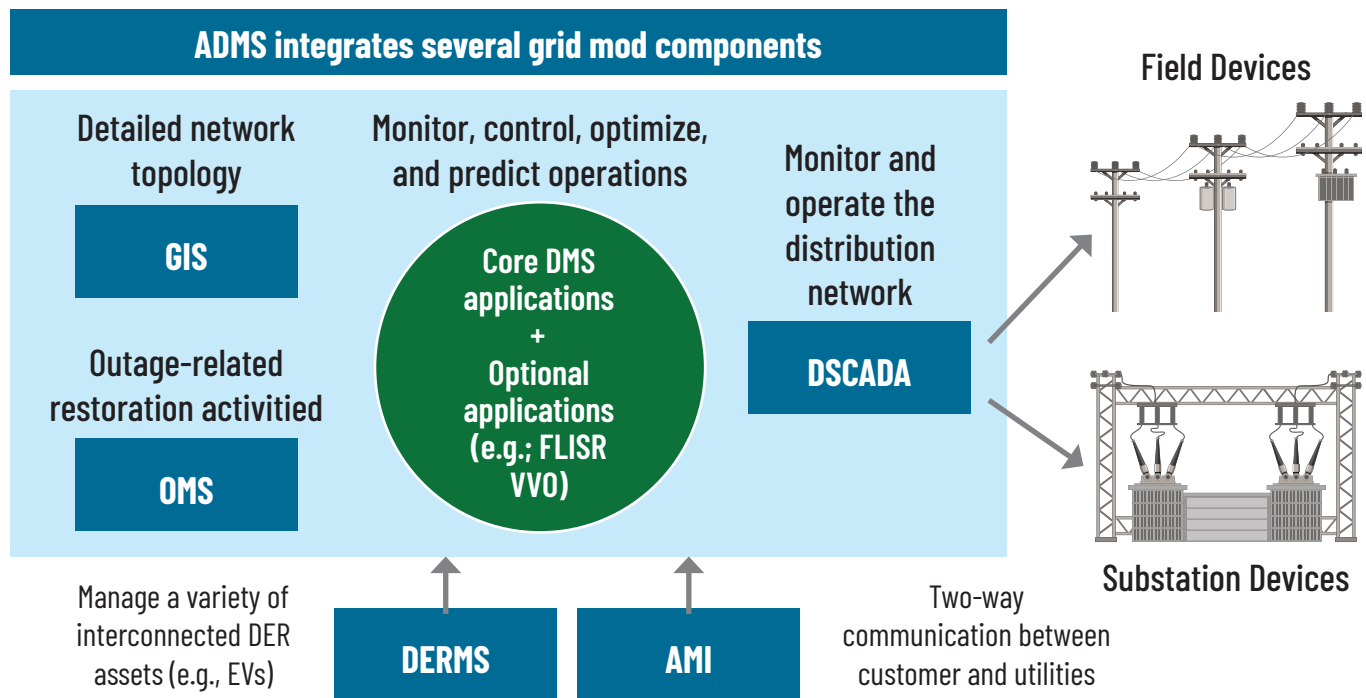 ADMS integrates several grid mod components
Detailed network
topology
GIS
Outage-related
restoration activitied
OMS
Monitor, control, optimize,
and predict operations
Core DMS
applications
+
Optional
applications
(e.g.; FLISR
VVO)
Monitor and
operate the
distribution
network
DSCADA
Field Devices
Substation Devices
Manage a variety of
interconnected DER
assets (e.g., EVs)
DERMS
AMI
Two-way
communication between
customer and utilities